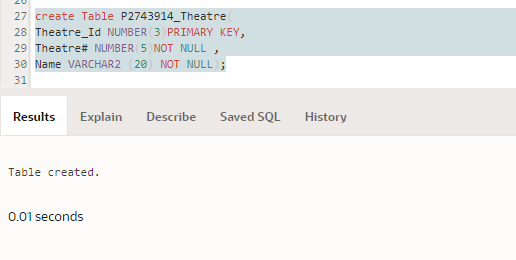 26
27 create Table P2743914_Theatre(
28 Theatre_Id NUMBER(3)PRIMARY KEY,
29 Theatre# NUMBER(5)NOT NULL ,
30 Name VARCHAR2 (20) NOT NULL);
31
Results Explain Describe Saved SQL History
Table created.
0.01 seconds